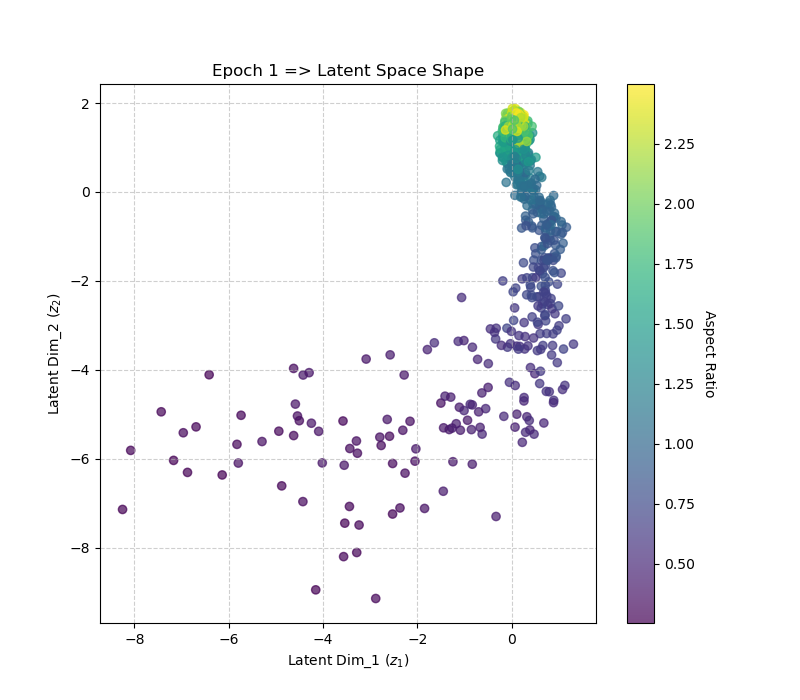 Epoch 1 => Latent Space Shape
2
0
−2
−4
−6
−8
Latent Dim_2 (z₂)
−8 −6 −4 −2 0
Latent Dim_1 (z₁)
2.25
2.00
1.75
1.50
1.25
1.00
0.75
0.50
Aspect Ratio